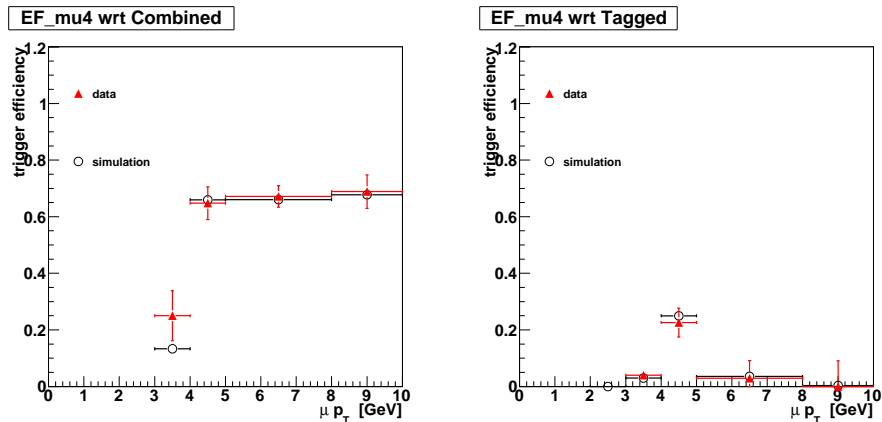 EF_mu4 wrt Combined
trigger efficiency
1.2
1
0.8
0.6
0.4
0.2
0
data
simulation
0 1 2 3 4 5 6 7 8 9 10
μ p_T [GeV]
EF_mu4 wrt Tagged
trigger efficiency
1.2
1
0.8
0.6
0.4
0.2
0
data
simulation
0 1 2 3 4 5 6 7 8 9 10
μ p_T [GeV]